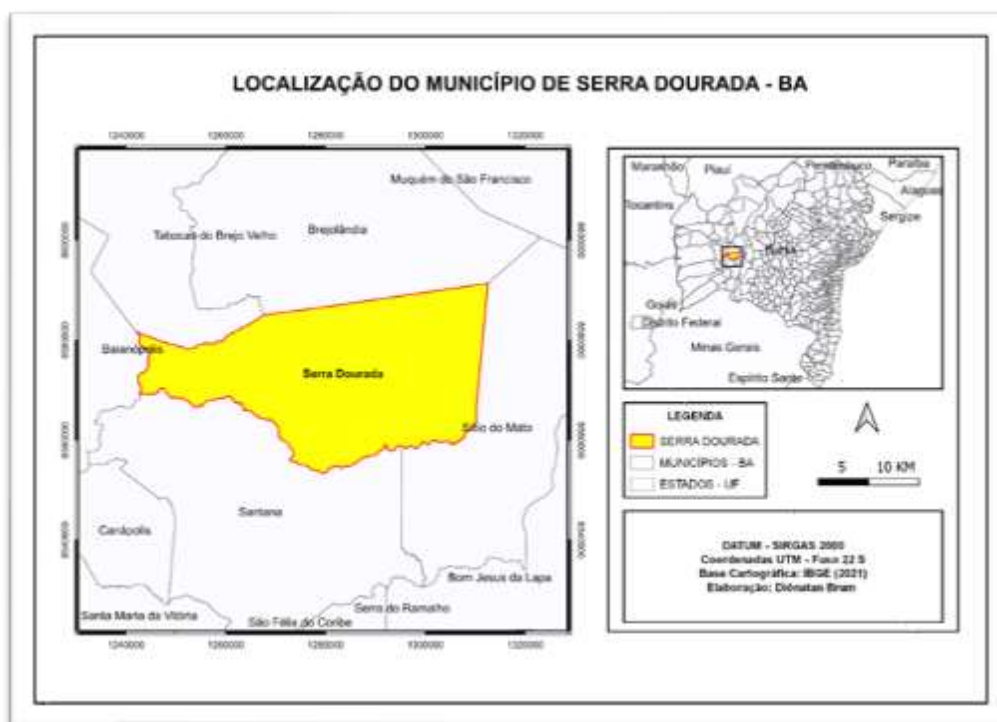 LOCALIZAÇÃO DO MUNICÍPIO DE SERRA DOURADA - BA
1240000 1260000 1280000 1300000 1320000
Muquém do São Francisco
Tabocas do Brejo Velho
Brejolândia
Baianópolis
Serra Dourada
Sítio do Mato
Santana
Canápolis
Bom Jesus da Lapa
Serra do Ramalho
Santa Maria da Vitória
São Félix do Coribe
1240000 1260000 1280000 1300000 1320000
Maranhão
Piauí
Pernambuco
Paraíba
Alagoas
Tocantins
Sergipe
Goiás
Distrito Federal
Minas Gerais
LEGENDA
SERRA DOURADA
MUNICÍPIOS - BA
ESTADOS - UF
5 10 KM
DATUM - SIRGAS 2000
Coordenadas UTM - Fuso 22 S
Base Cartográfica: IBGE (2021)
Elaboração: Diônatan Bram